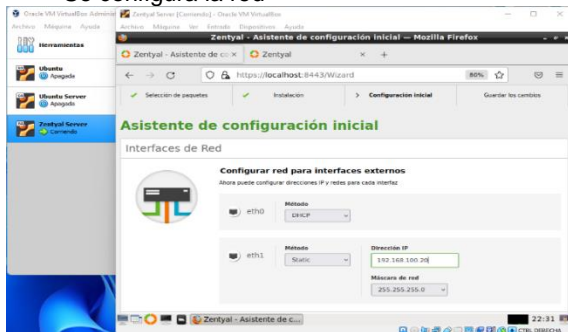 Se configura la red
Oracle VM VirtualBox Administr
Zentyal Server [Corriendo] - Oracle VM VirtualBox
Archivo Máquina Ayuda
Archivo Máquina Ver Entrada Dispositivos Ayuda
Zentyal - Asistente de configuración inicial — Mozilla Firefox
Herramientas
Zentyal - Asistente de co
Zentyal
https://localhost:8443/Wizard
80%
Ubuntu
Apagada
Ubuntu Server
Apagada
Zentyal Server
Corriendo
Selección de paquetes
Instalación
Configuración inicial
Guardar los cambios
Asistente de configuración inicial
Interfaces de Red
Configurar red para interfaces externos
Ahora puede configurar direcciones IP y redes para cada interfaz
Método
eth0
DHCP
Método
Dirección IP
eth1
Static
192.168.100.20
Máscara de red
255.255.255.0
Zentyal - Asistente de c...
22:31
CTRL DERECHA